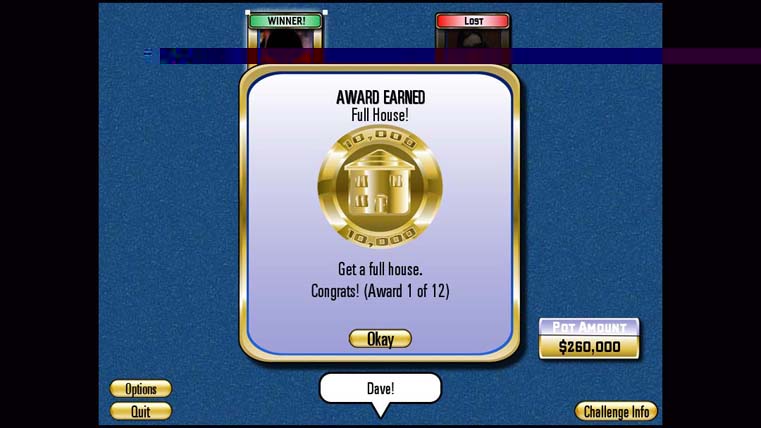 WINNER!
LOST
AWARD EARNED
Full House!
10,000
10,000
Get a full house.
Congrats! (Award 1 of 12)
Okay
POT AMOUNT
$260,000
Dave!
Options
Quit
Challenge Info